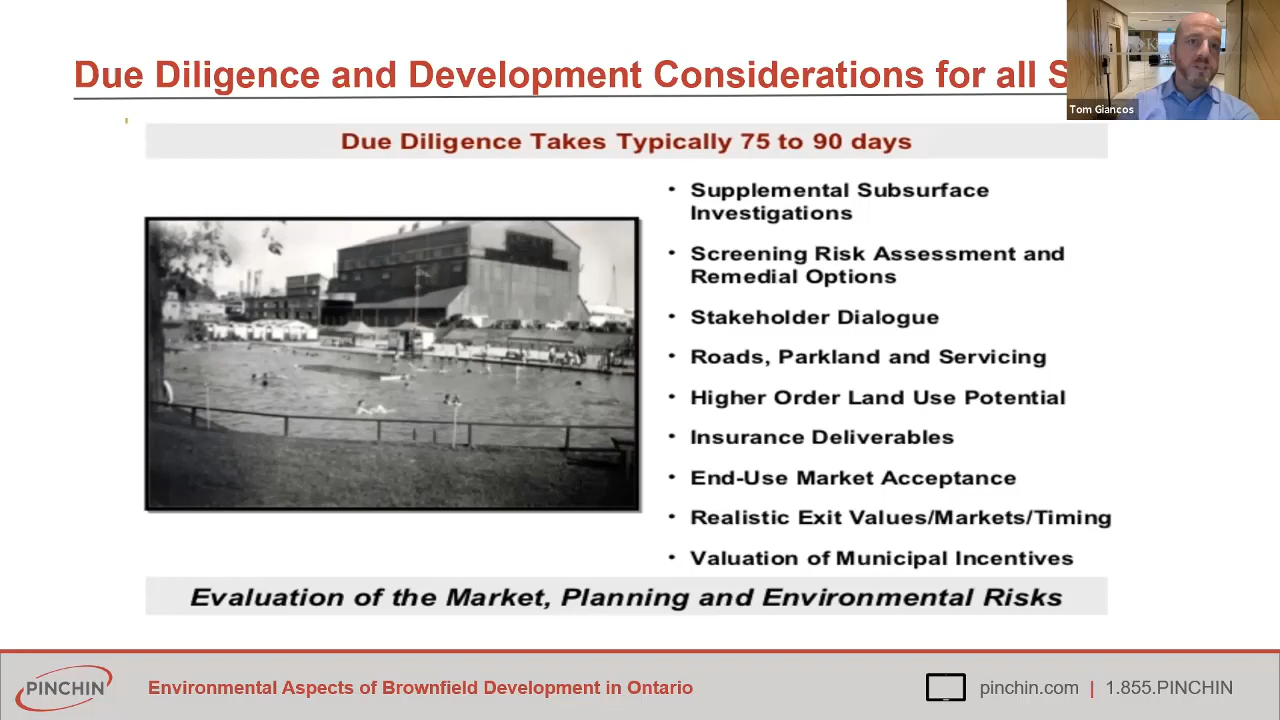 Due Diligence and Development Considerations for all S
Tom Giancos
Due Diligence Takes Typically 75 to 90 days
• Supplemental Subsurface
Investigations
• Screening Risk Assessment and
Remedial Options
• Stakeholder Dialogue
• Roads, Parkland and Servicing
• Higher Order Land Use Potential
• Insurance Deliverables
• End-Use Market Acceptance
• Realistic Exit Values/Markets/Timing
• Valuation of Municipal Incentives
Evaluation of the Market, Planning and Environmental Risks
PINCHIN
Environmental Aspects of Brownfield Development in Ontario
pinchin.com | 1.855.PINCHIN